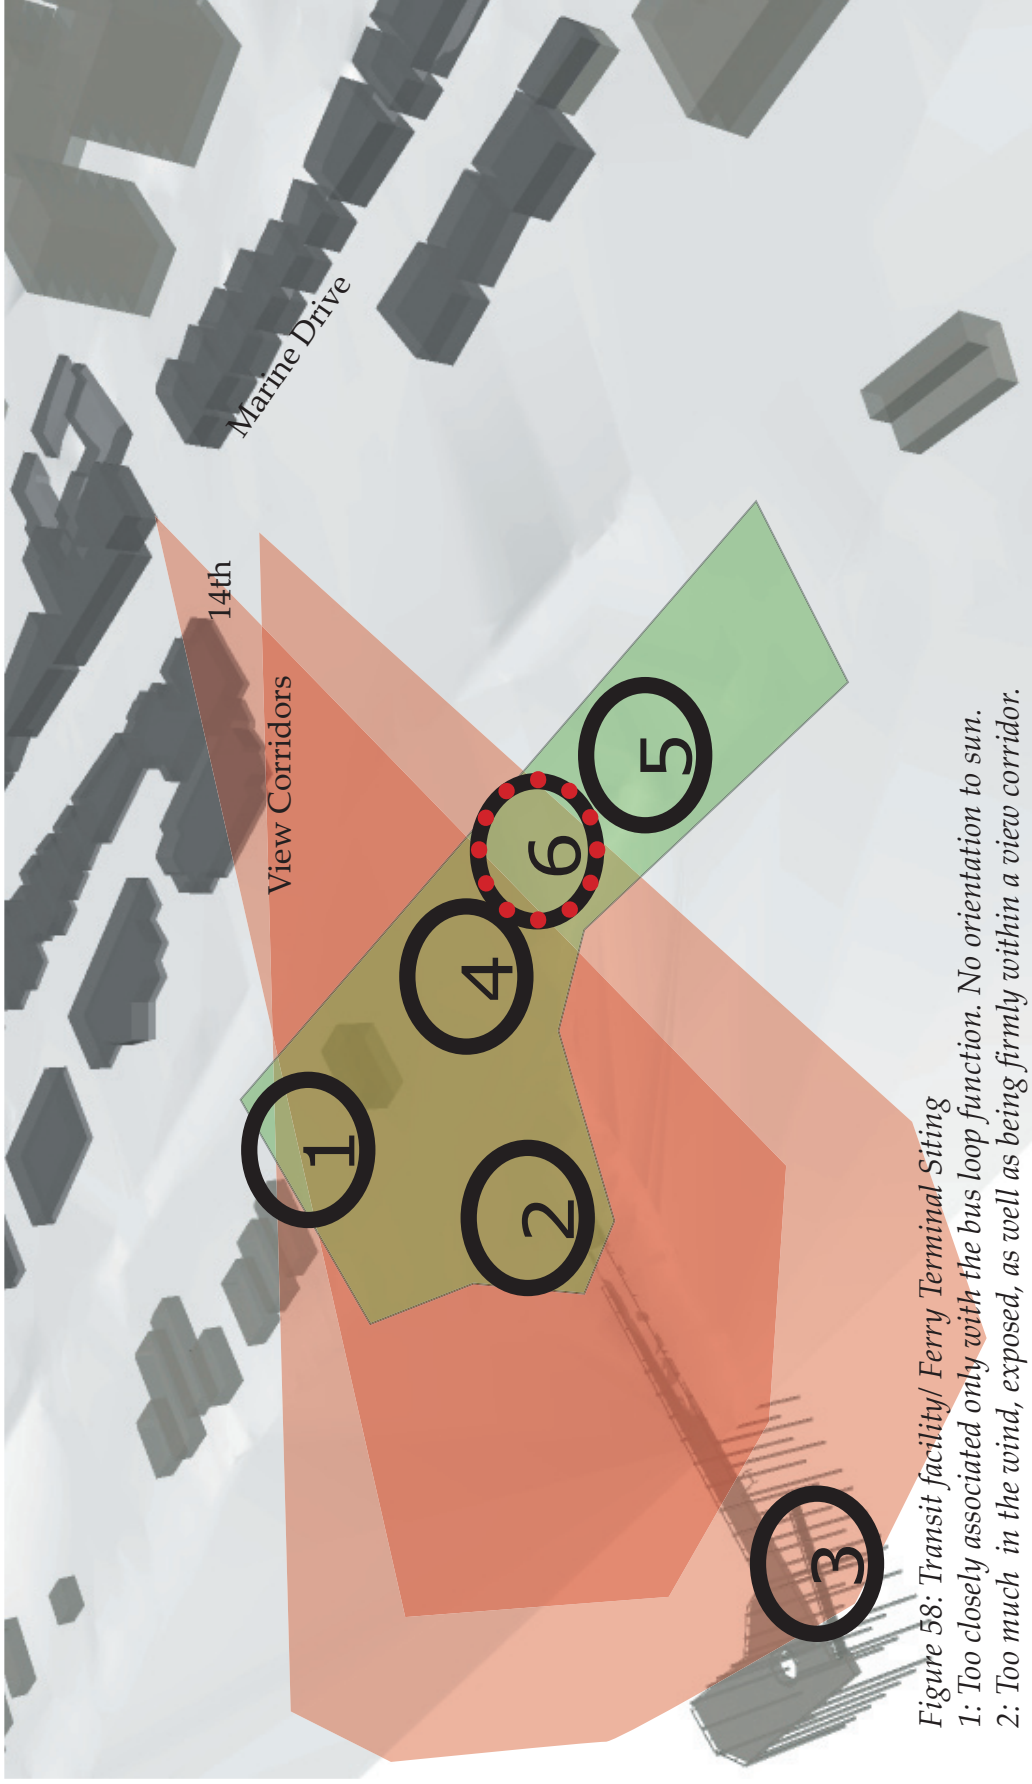 Marine Drive
14th
View Corridors
1
2
3
4
5
6
Figure 58: Transit facility/ Ferry Terminal Siting
1: Too closely associated only with the bus loop function. No orientation to sun.
2: Too much in the wind, exposed, as well as being firmly within a view corridor.